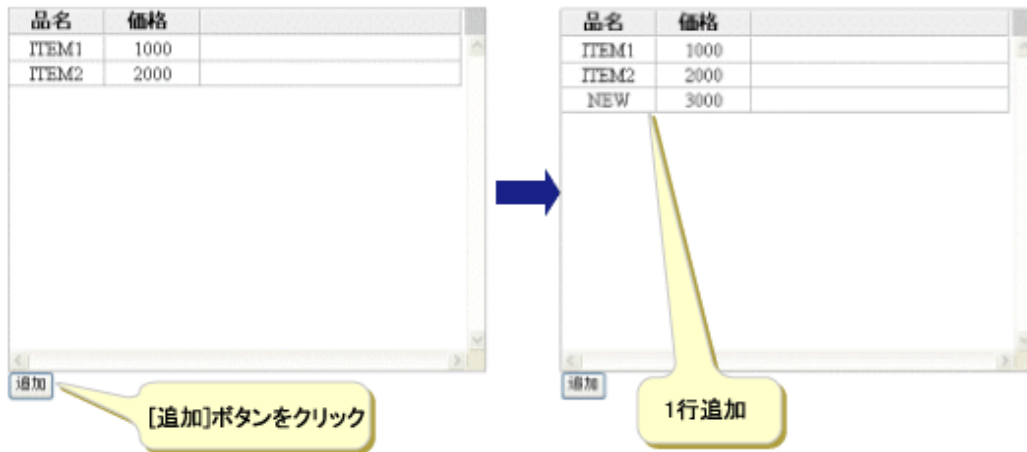 品名 価格
ITEM1 1000
ITEM2 2000
追加
[追加]ボタンをクリック
品名 価格
ITEM1 1000
ITEM2 2000
NEW 3000
追加
1行追加